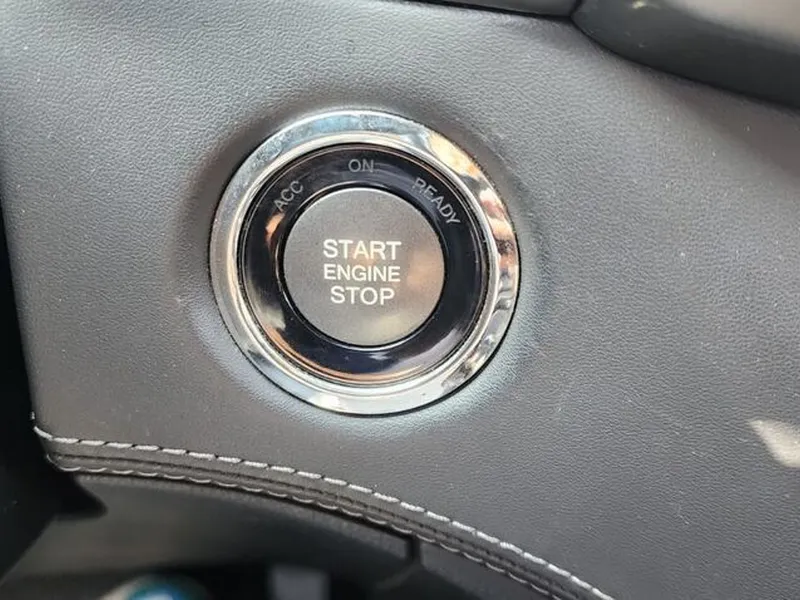 ACC ON READY
START
ENGINE
STOP